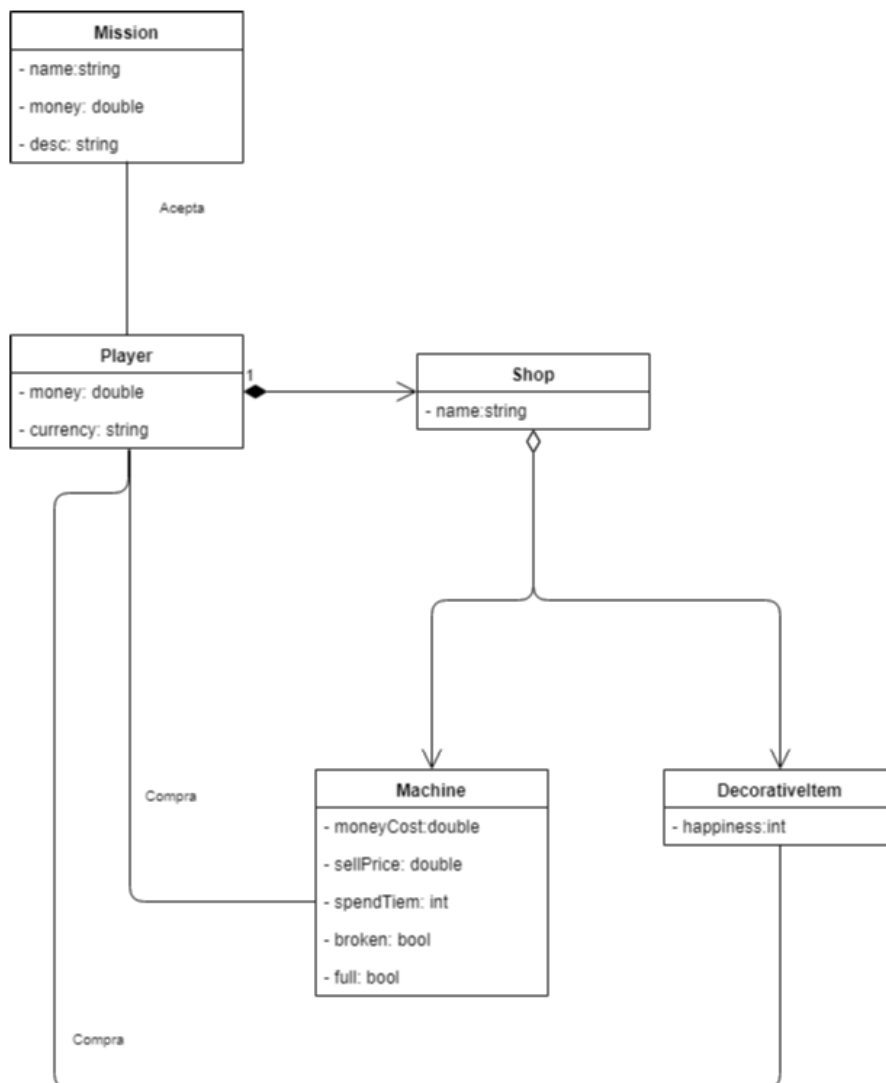 Mission
- name:string
- money: double
- desc: string
Acepta
Player
- money: double
- currency: string
1
Shop
- name:string
Compra
Machine
- moneyCost:double
- sellPrice: double
- spendTiem: int
- broken: bool
- full: bool
DecorativeItem
- happiness:int
Compra